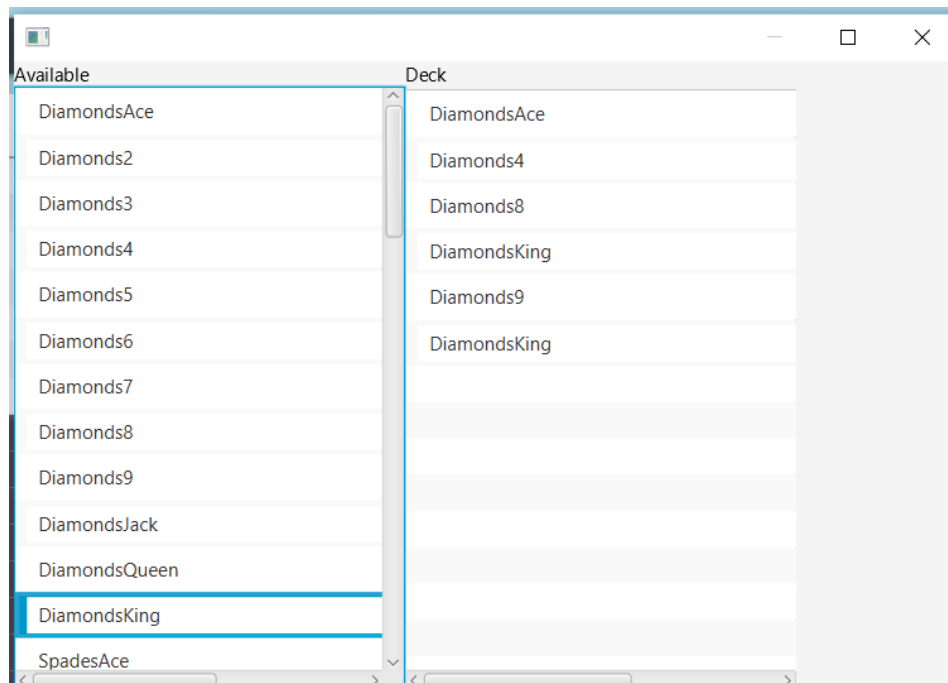 Available
DiamondsAce
Diamonds2
Diamonds3
Diamonds4
Diamonds5
Diamonds6
Diamonds7
Diamonds8
Diamonds9
DiamondsJack
DiamondsQueen
DiamondsKing
SpadesAce
Deck
DiamondsAce
Diamonds4
Diamonds8
DiamondsKing
Diamonds9
DiamondsKing